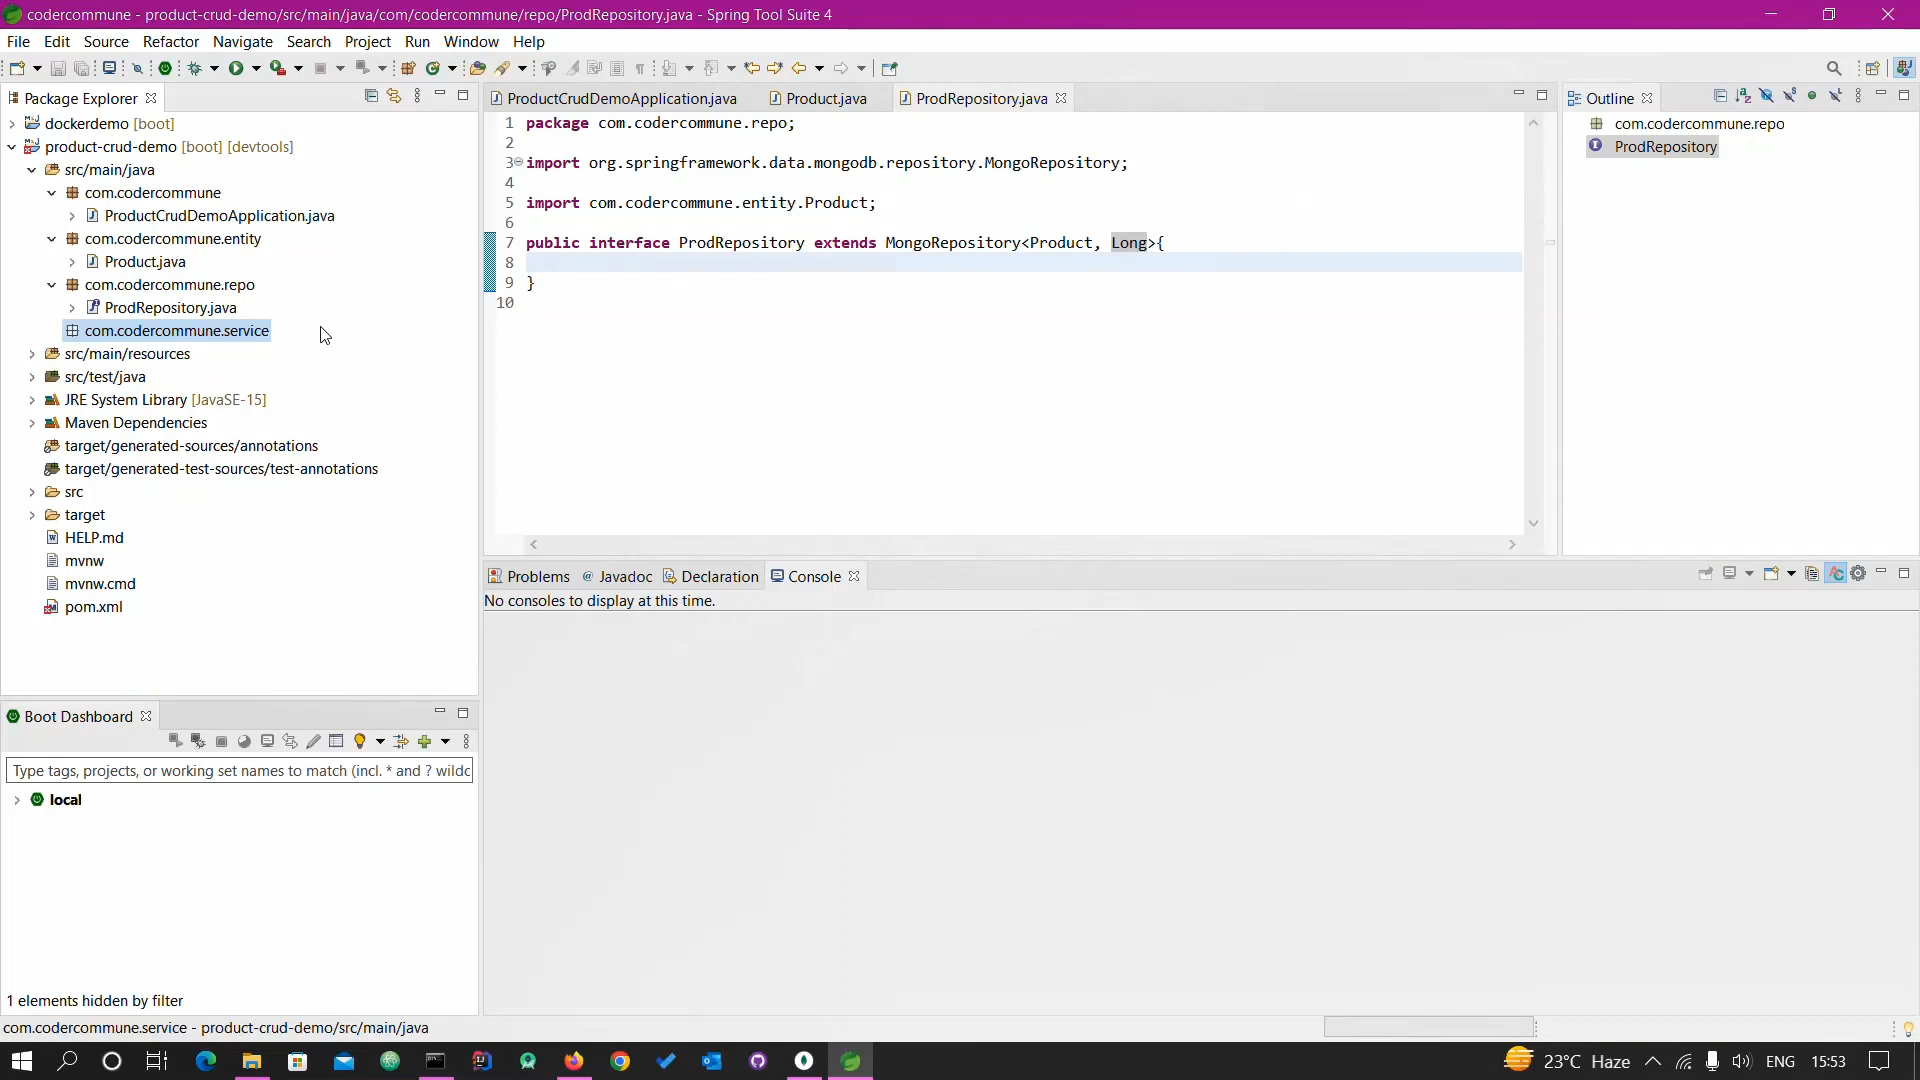 codercommune - product-crud-demo/src/main/java/com/codercommune/repo/ProdRepository.java - Spring Tool Suite 4
File Edit Source Refactor Navigate Search Project Run Window Help
Package Explorer
dockerdemo [boot]
product-crud-demo [boot] [devtools]
src/main/java
com.codercommune
ProductCrudDemoApplication.java
com.codercommune.entity
Product.java
com.codercommune.repo
ProdRepository.java
com.codercommune.service
src/main/resources
src/test/java
JRE System Library [JavaSE-15]
Maven Dependencies
target/generated-sources/annotations
target/generated-test-sources/test-annotations
src
target
HELP.md
mvnw
mvnw.cmd
pom.xml
ProductCrudDemoApplication.java Product.java ProdRepository.java
1 package com.codercommune.repo;
2
3 import org.springframework.data.mongodb.repository.MongoRepository;
4
5 import com.codercommune.entity.Product;
6
7 public interface ProdRepository extends MongoRepository<Product, Long>{
8
9 }
10
Outline
com.codercommune.repo
ProdRepository
Problems Javadoc Declaration Console
No consoles to display at this time.
Boot Dashboard
Type tags, projects, or working set names to match (incl. * and ? wildc
local
1 elements hidden by filter
com.codercommune.service - product-crud-demo/src/main/java
23°C Haze ENG 15:53